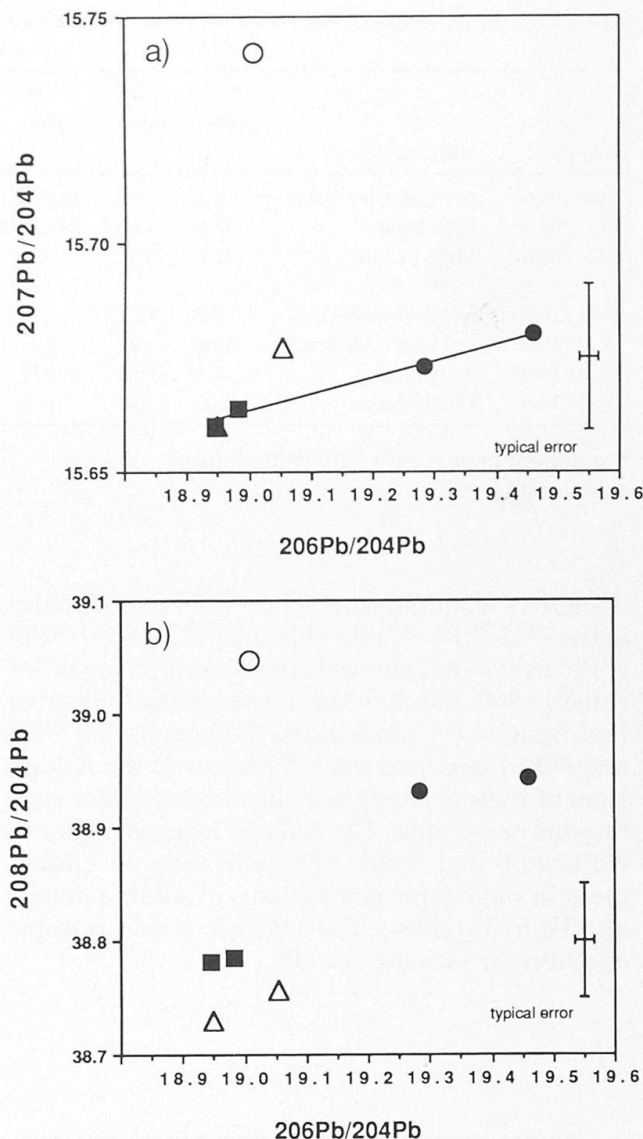 15.75
a)
15.70
207Pb/204Pb
15.65
typical error
18.9 19.0 19.1 19.2 19.3 19.4 19.5 19.6
206Pb/204Pb
39.1
b)
39.0
38.9
208Pb/204Pb
38.8
38.7
typical error
18.9 19.0 19.1 19.2 19.3 19.4 19.5 19.6
206Pb/204Pb